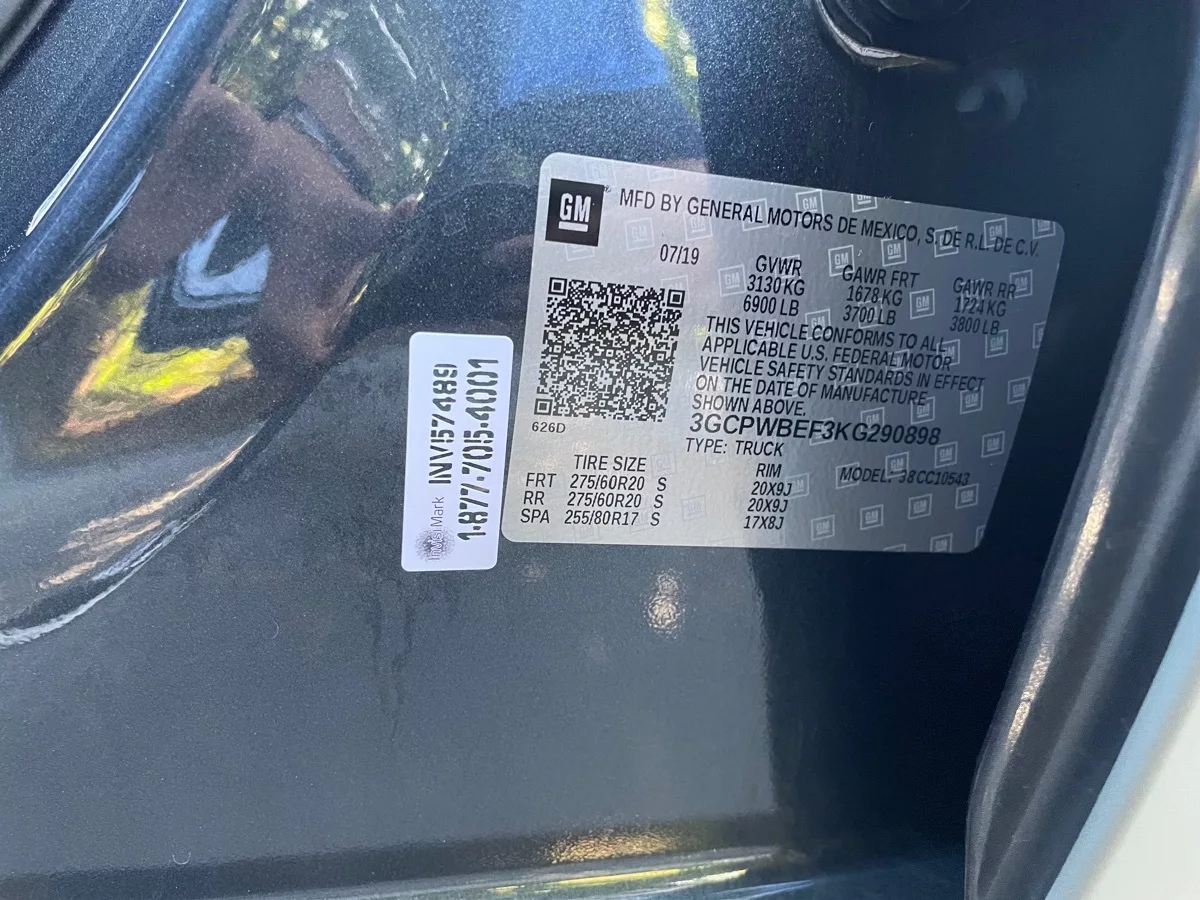 GM
MFD BY GENERAL MOTORS DE MEXICO, S. DE R.L. DE C.V.
07/19
GVWR
3130 KG
6900 LB
GAWR FRT
1678 KG
3700 LB
GAWR RR
1724 KG
3800 LB
THIS VEHICLE CONFORMS TO ALL
APPLICABLE U.S. FEDERAL MOTOR
VEHICLE SAFETY STANDARDS IN EFFECT
ON THE DATE OF MANUFACTURE
SHOWN ABOVE.
3GCPWBEF3KG290898
TYPE: TRUCK
MODEL: 38CC10543
626D
TIRE SIZE RIM
FRT 275/60R20 S 20X9J
RR 275/60R20 S 20X9J
SPA 255/80R17 S 17X8J
INV57489
1-877-705-4001